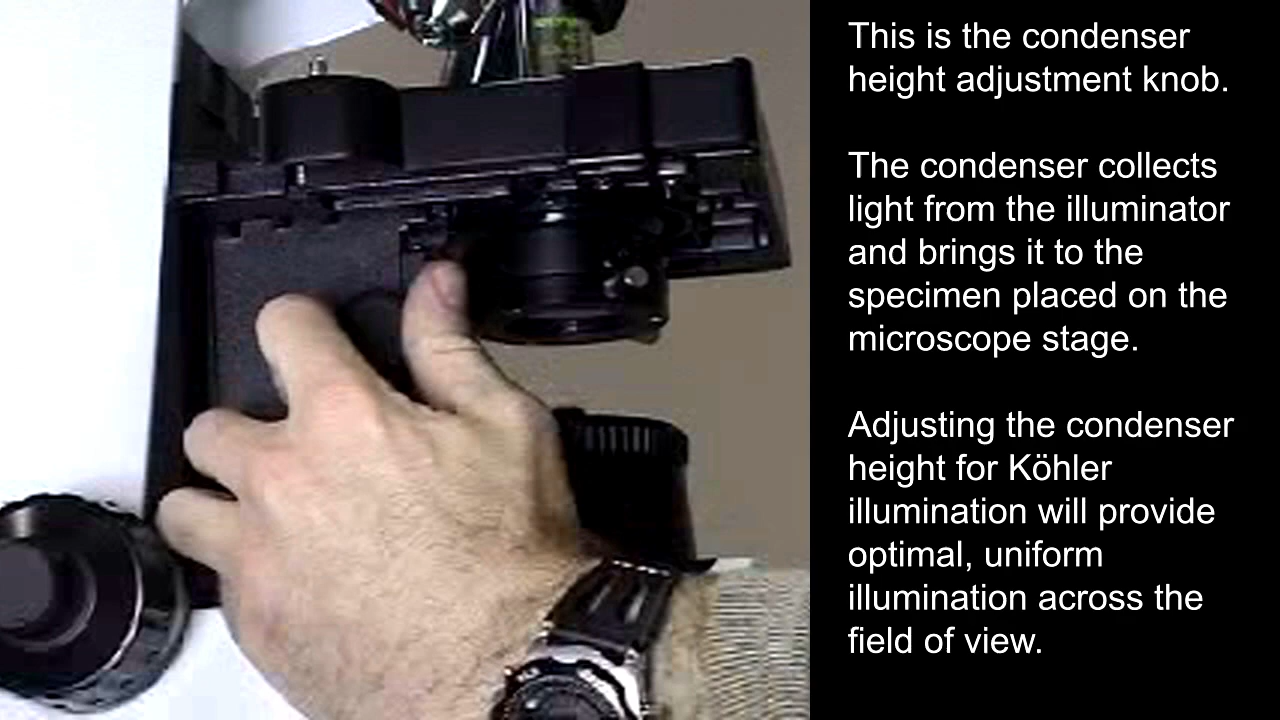 This is the condenser
height adjustment knob.
The condenser collects
light from the illuminator
and brings it to the
specimen placed on the
microscope stage.
Adjusting the condenser
height for Köhler
illumination will provide
optimal, uniform
illumination across the
field of view.